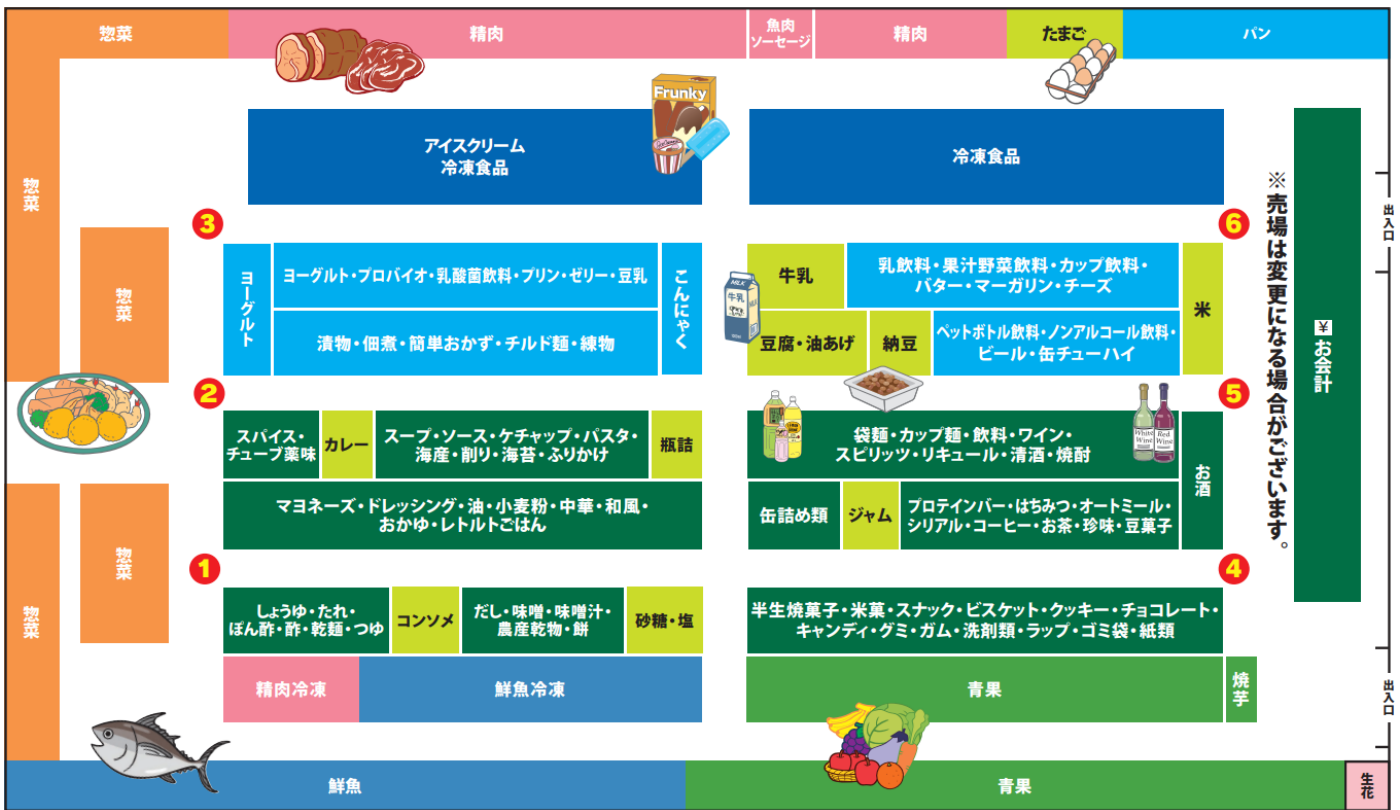 惣菜
精肉
魚肉
ソーセージ
精肉
たまご
パン
Frunky
アイスクリーム
冷凍食品
冷凍食品
惣菜
※売場は変更になる場合がございます。
出入口
3
6
惣菜
ヨーグルト
ヨーグルト・プロバイオ・乳酸菌飲料・プリン・ゼリー・豆乳
こんにゃく
漬物・佃煮・簡単おかず・チルド麺・練物
牛乳
乳飲料・果汁野菜飲料・カップ飲料・
バター・マーガリン・チーズ
米
MILK
牛乳
豆腐・油あげ
納豆
ペットボトル飲料・ノンアルコール飲料・
ビール・缶チューハイ
¥お会計
2
5
スパイス・
チューブ薬味
カレー
スープ・ソース・ケチャップ・パスタ・
海産・削り・海苔・ふりかけ
瓶詰
袋麺・カップ麺・飲料・ワイン・
スピリッツ・リキュール・清酒・焼酎
White
Wine
Red
Wine
お酒
マヨネーズ・ドレッシング・油・小麦粉・中華・和風・
おかゆ・レトルトごはん
缶詰め類
ジャム
プロテインバー・はちみつ・オートミール・
シリアル・コーヒー・お茶・珍味・豆菓子
惣菜
惣菜
1
4
しょうゆ・たれ・
ぽん酢・酢・乾麺・つゆ
コンソメ
だし・味噌・味噌汁・
農産乾物・餅
砂糖・塩
半生焼菓子・米菓・スナック・ビスケット・クッキー・チョコレート・
キャンディ・グミ・ガム・洗剤類・ラップ・ゴミ袋・紙類
精肉冷凍
鮮魚冷凍
青果
焼芋
出入口
鮮魚
青果
生花